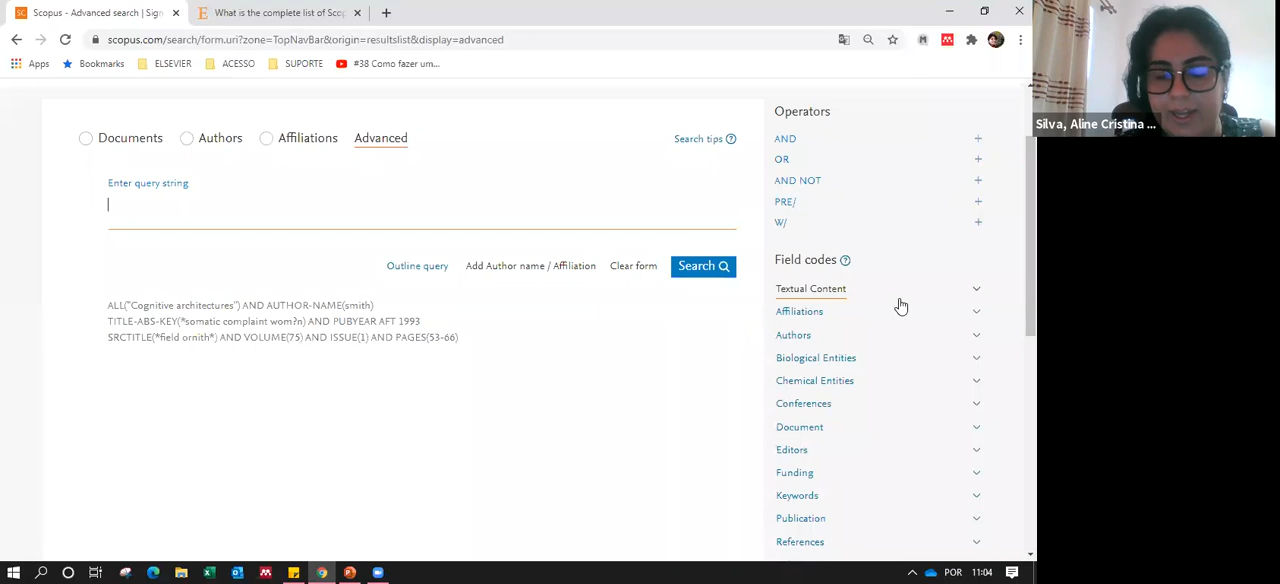 Scopus - Advanced search | Sign
What is the complete list of Scop
scopus.com/search/form.uri?zone=TopNavBar&origin=resultslist&display=advanced
Apps
Bookmarks
ELSEVIER
ACESSO
SUPORTE
#38 Como fazer um...
Silva, Aline Cristina ...
Documents
Authors
Affiliations
Advanced
Search tips
Enter query string
Outline query
Add Author name / Affiliation
Clear form
Search
ALL("Cognitive architectures") AND AUTHOR-NAME(smith)
TITLE-ABS-KEY(*somatic complaint wom?n) AND PUBYEAR AFT 1993
SRCTITLE(*field ornith*) AND VOLUME(75) AND ISSUE(1) AND PAGES(53-66)
Operators
AND
OR
AND NOT
PRE/
W/
Field codes
Textual Content
Affiliations
Authors
Biological Entities
Chemical Entities
Conferences
Document
Editors
Funding
Keywords
Publication
References
POR
11:04